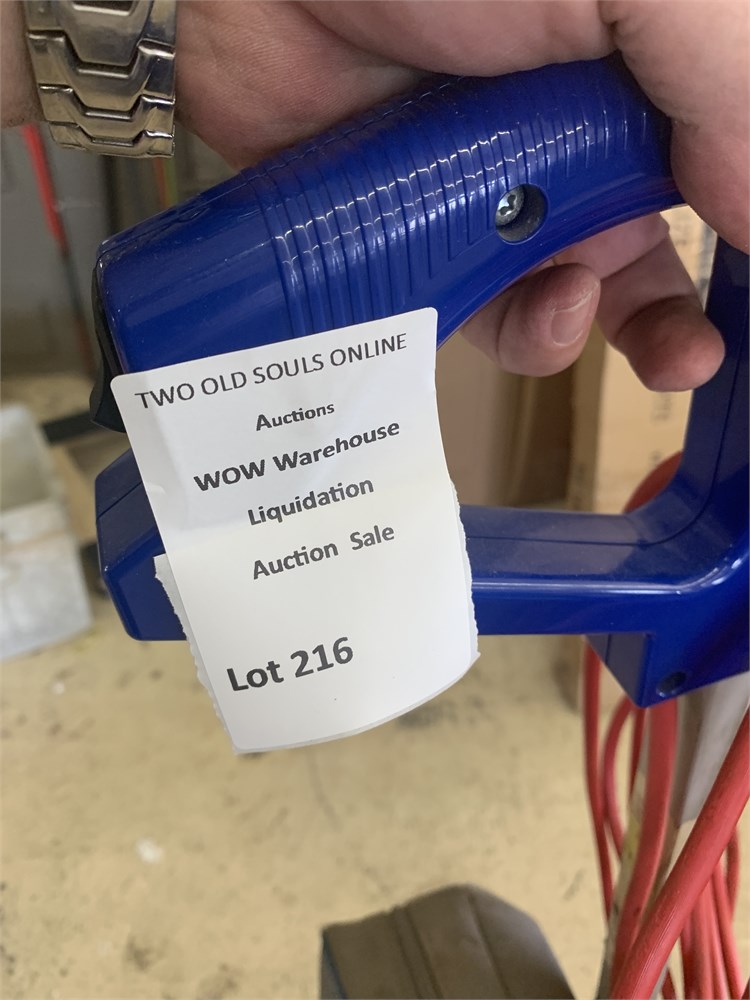 TWO OLD SOULS ONLINE
Auctions
WOW Warehouse
Liquidation
Auction Sale
Lot 216